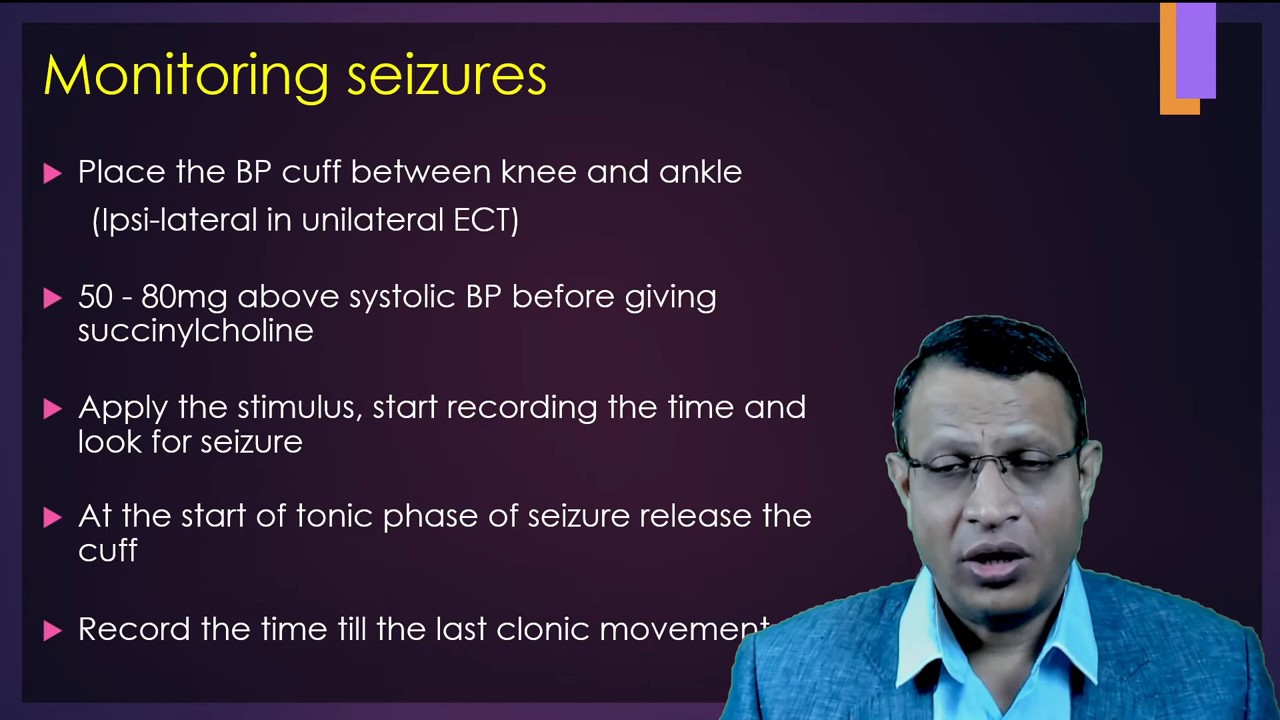 Monitoring seizures
Place the BP cuff between knee and ankle
(Ipsi-lateral in unilateral ECT)
50 - 80mg above systolic BP before giving
succinylcholine
Apply the stimulus, start recording the time and
look for seizure
At the start of tonic phase of seizure release the
cuff
Record the time till the last clonic movement